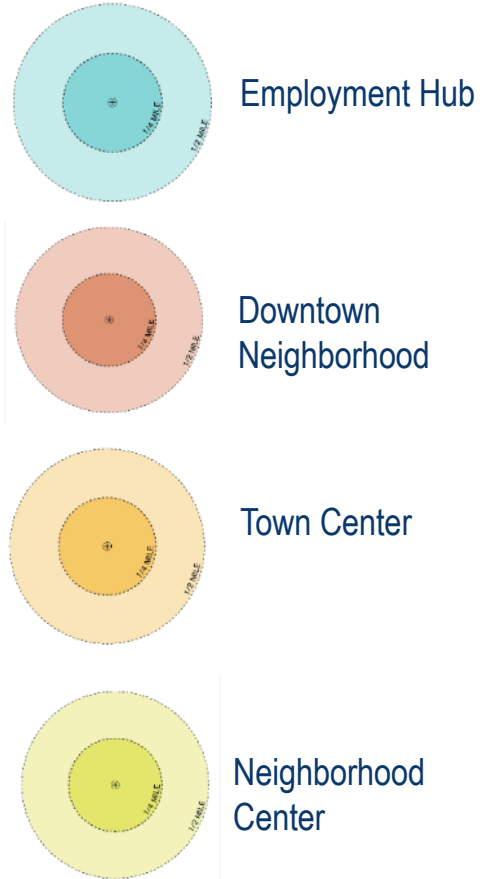 1/4 MILE
1/2 MILE
Employment Hub
1/4 MILE
1/2 MILE
Downtown
Neighborhood
1/4 MILE
1/2 MILE
Town Center
1/4 MILE
1/2 MILE
Neighborhood
Center